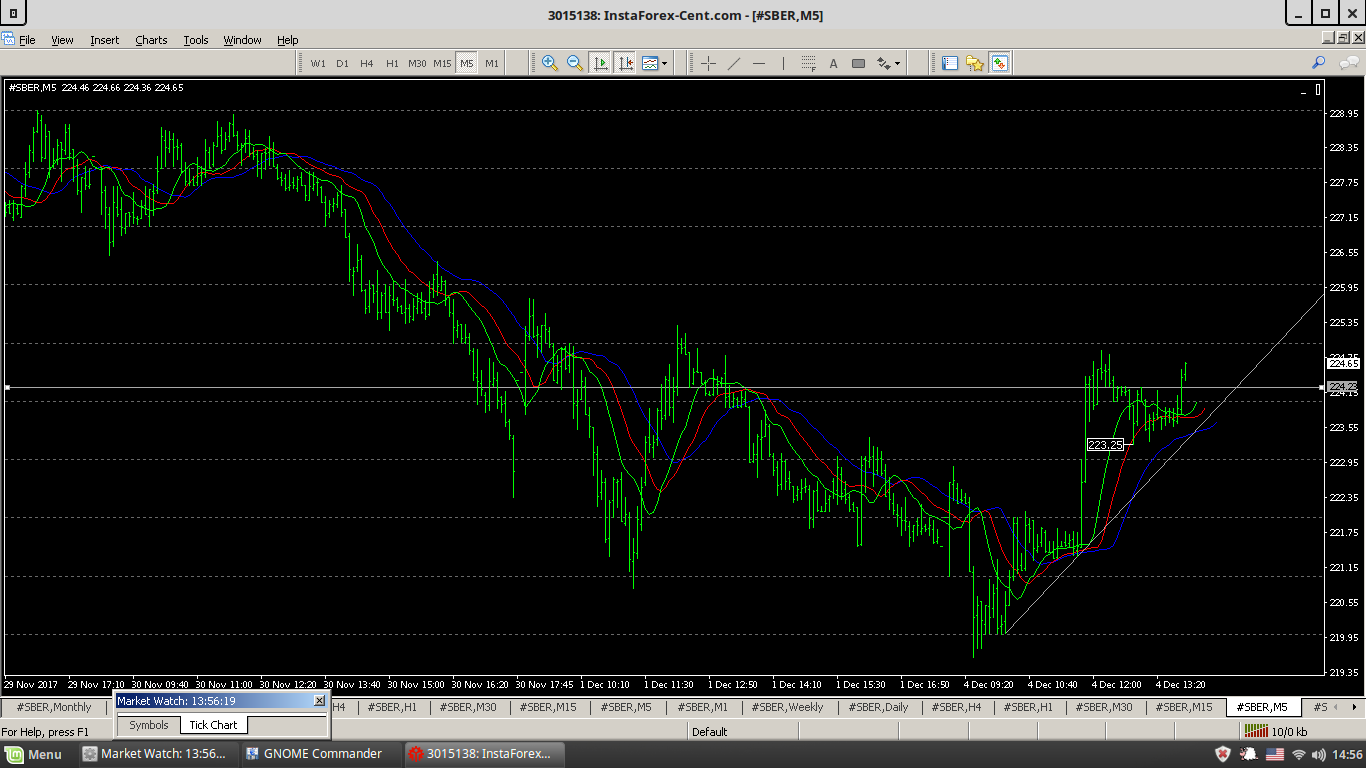 3015138: InstaForex-Cent.com - [#SBER,M5]
File View Insert Charts Tools Window Help
W1 D1 H4 H1 M30 M15 M5 M1 A
#SBER,M5 224.46 224.66 224.36 224.65
228.95
228.35
227.75
227.15
226.55
225.95
225.35
224.75
224.65
224.23
224.15
223.55
223.25
222.95
222.35
221.75
221.15
220.55
219.95
219.35
29 Nov 2017 29 Nov 17:10 30 Nov 09:40 30 Nov 11:00 30 Nov 12:20 30 Nov 13:40 30 Nov 15:00 30 Nov 16:20 30 Nov 17:45 1 Dec 10:10 1 Dec 11:30 1 Dec 12:50 1 Dec 14:10 1 Dec 15:30 1 Dec 16:50 4 Dec 09:20 4 Dec 10:40 4 Dec 12:00 4 Dec 13:20
Market Watch: 13:56:19
#SBER,Monthly H4 #SBER,H1 #SBER,M30 #SBER,M15 #SBER,M5 #SBER,M1 #SBER,Weekly #SBER,Daily #SBER,H4 #SBER,H1 #SBER,M30 #SBER,M15 #SBER,M5 #S
Symbols Tick Chart
For Help, press F1 Default 10/0 kb
Menu Market Watch: 13:56... GNOME Commander 3015138: InstaForex... 14:56